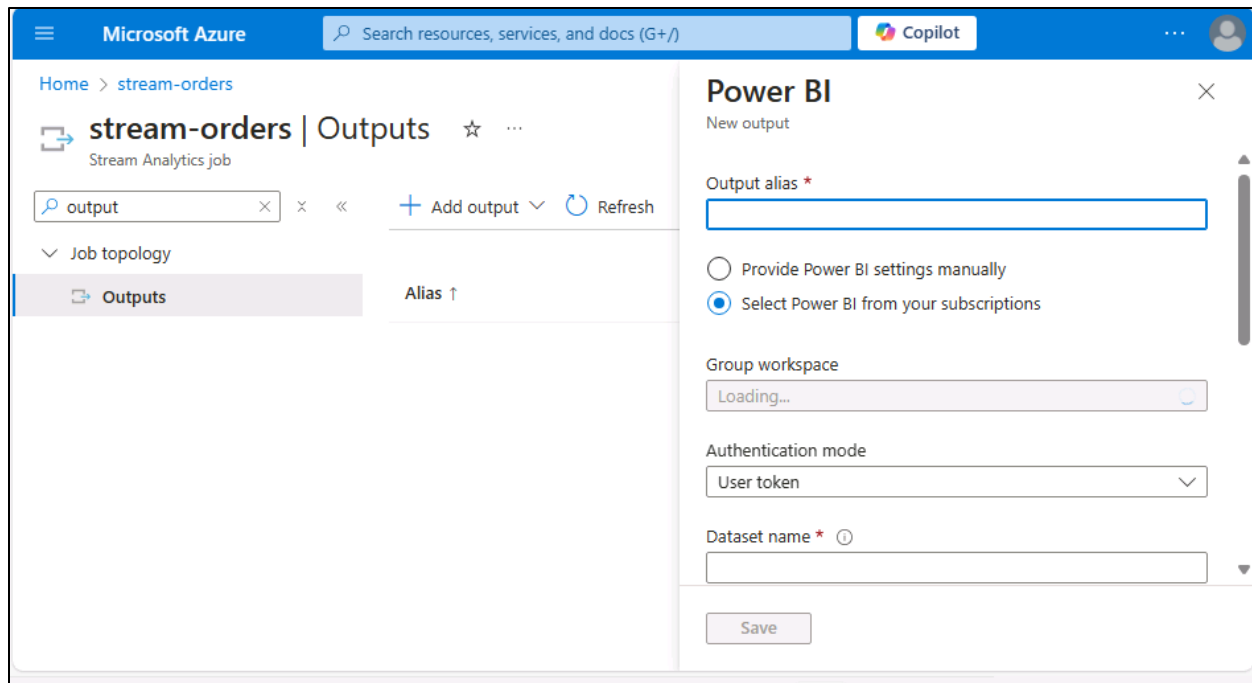 Microsoft Azure
Search resources, services, and docs (G+/)
Copilot
Home > stream-orders
stream-orders | Outputs
Stream Analytics job
output
Add output
Refresh
Job topology
Outputs
Alias ↑
Power BI
New output
Output alias *
Provide Power BI settings manually
Select Power BI from your subscriptions
Group workspace
Loading...
Authentication mode
User token
Dataset name *
Save